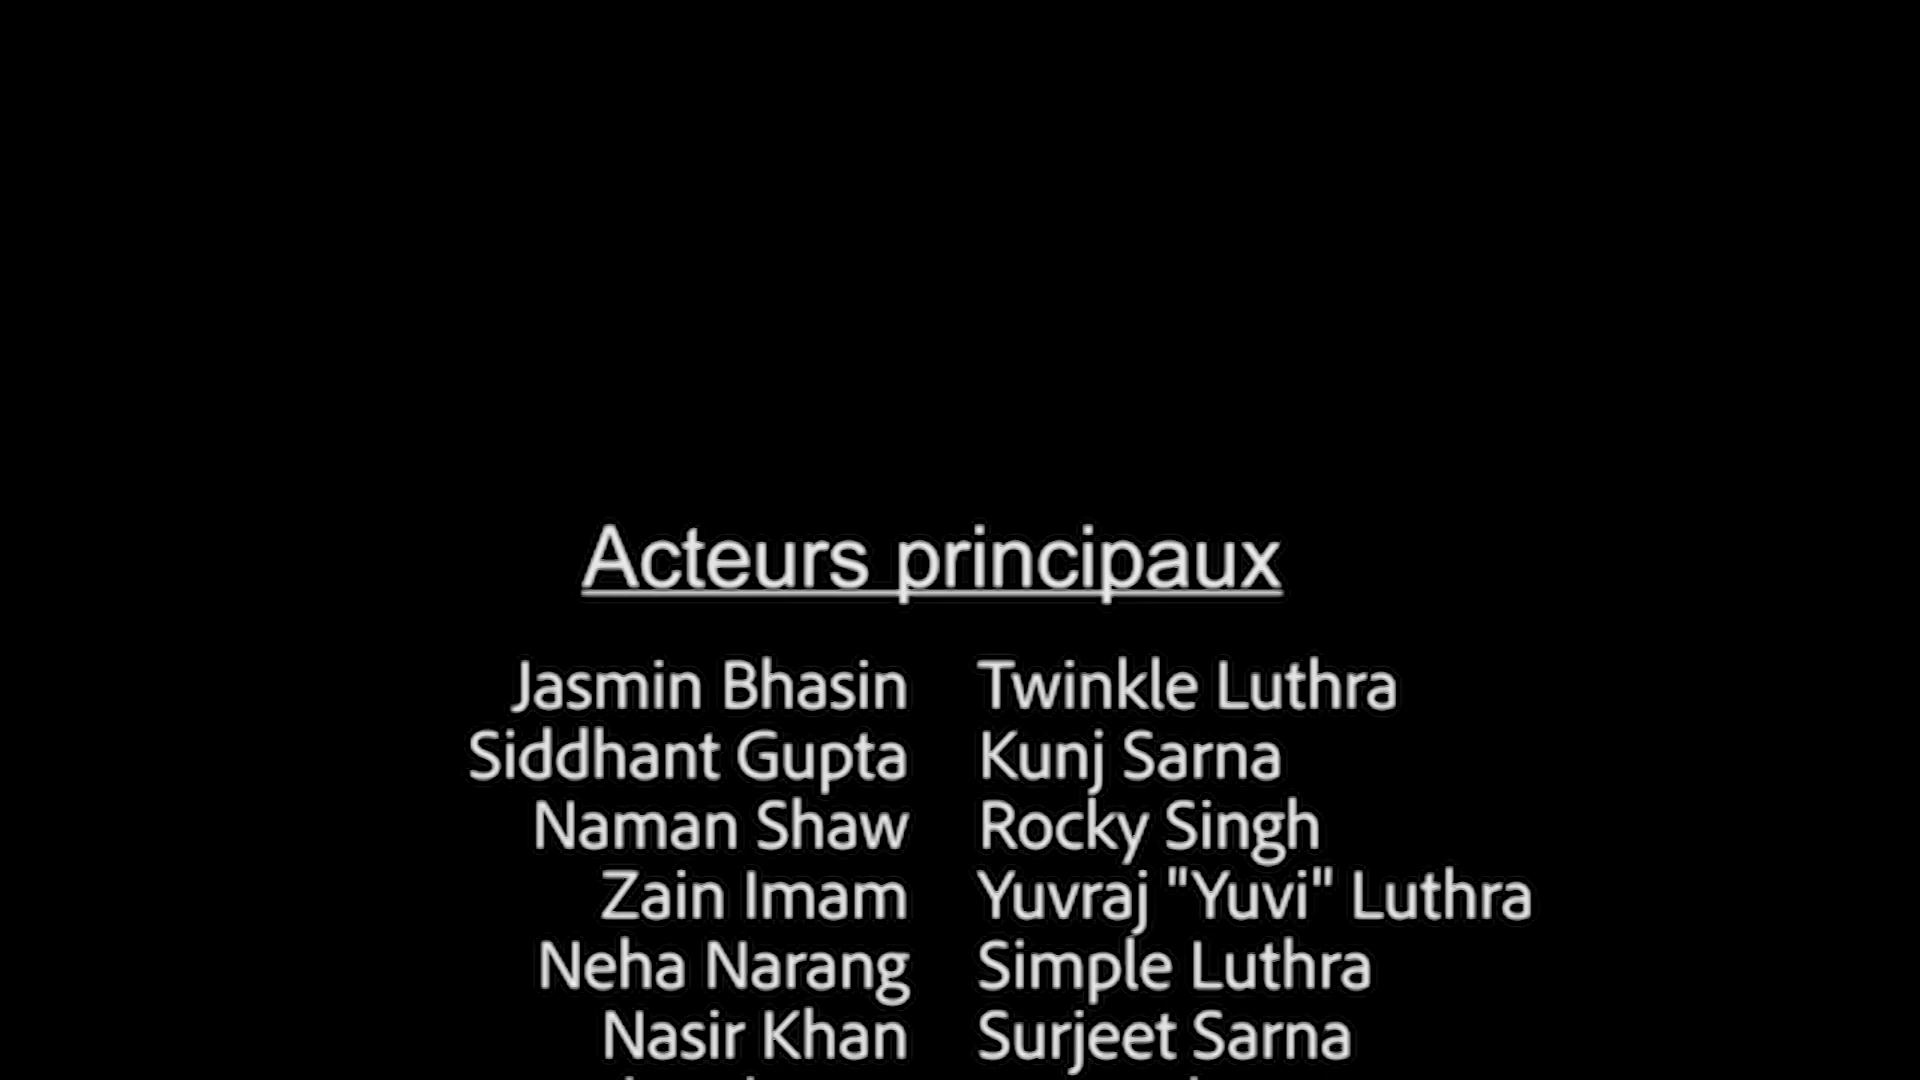 Acteurs principaux
Jasmin Bhasin Twinkle Luthra
Siddhant Gupta Kunj Sarna
Naman Shaw Rocky Singh
Zain Imam Yuvraj "Yuvi" Luthra
Neha Narang Simple Luthra
Nasir Khan Surjeet Sarna